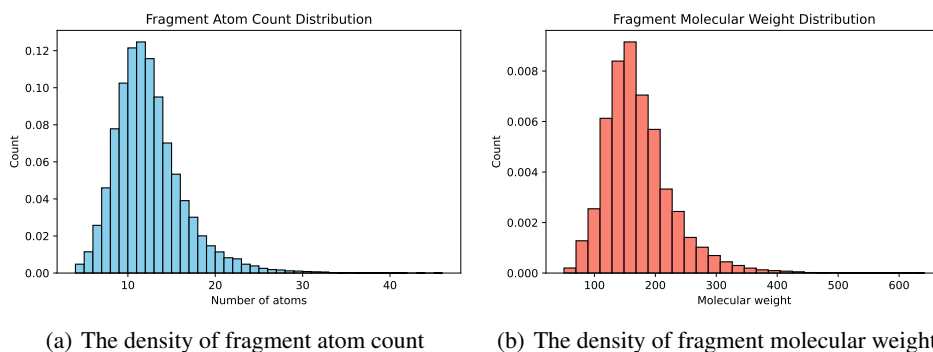 Fragment Atom Count Distribution
Count
0.12
0.10
0.08
0.06
0.04
0.02
0.00
10 20 30 40
Number of atoms
(a) The density of fragment atom count
Fragment Molecular Weight Distribution
Count
0.008
0.006
0.004
0.002
0.000
100 200 300 400 500 600
Molecular weight
(b) The density of fragment molecular weight